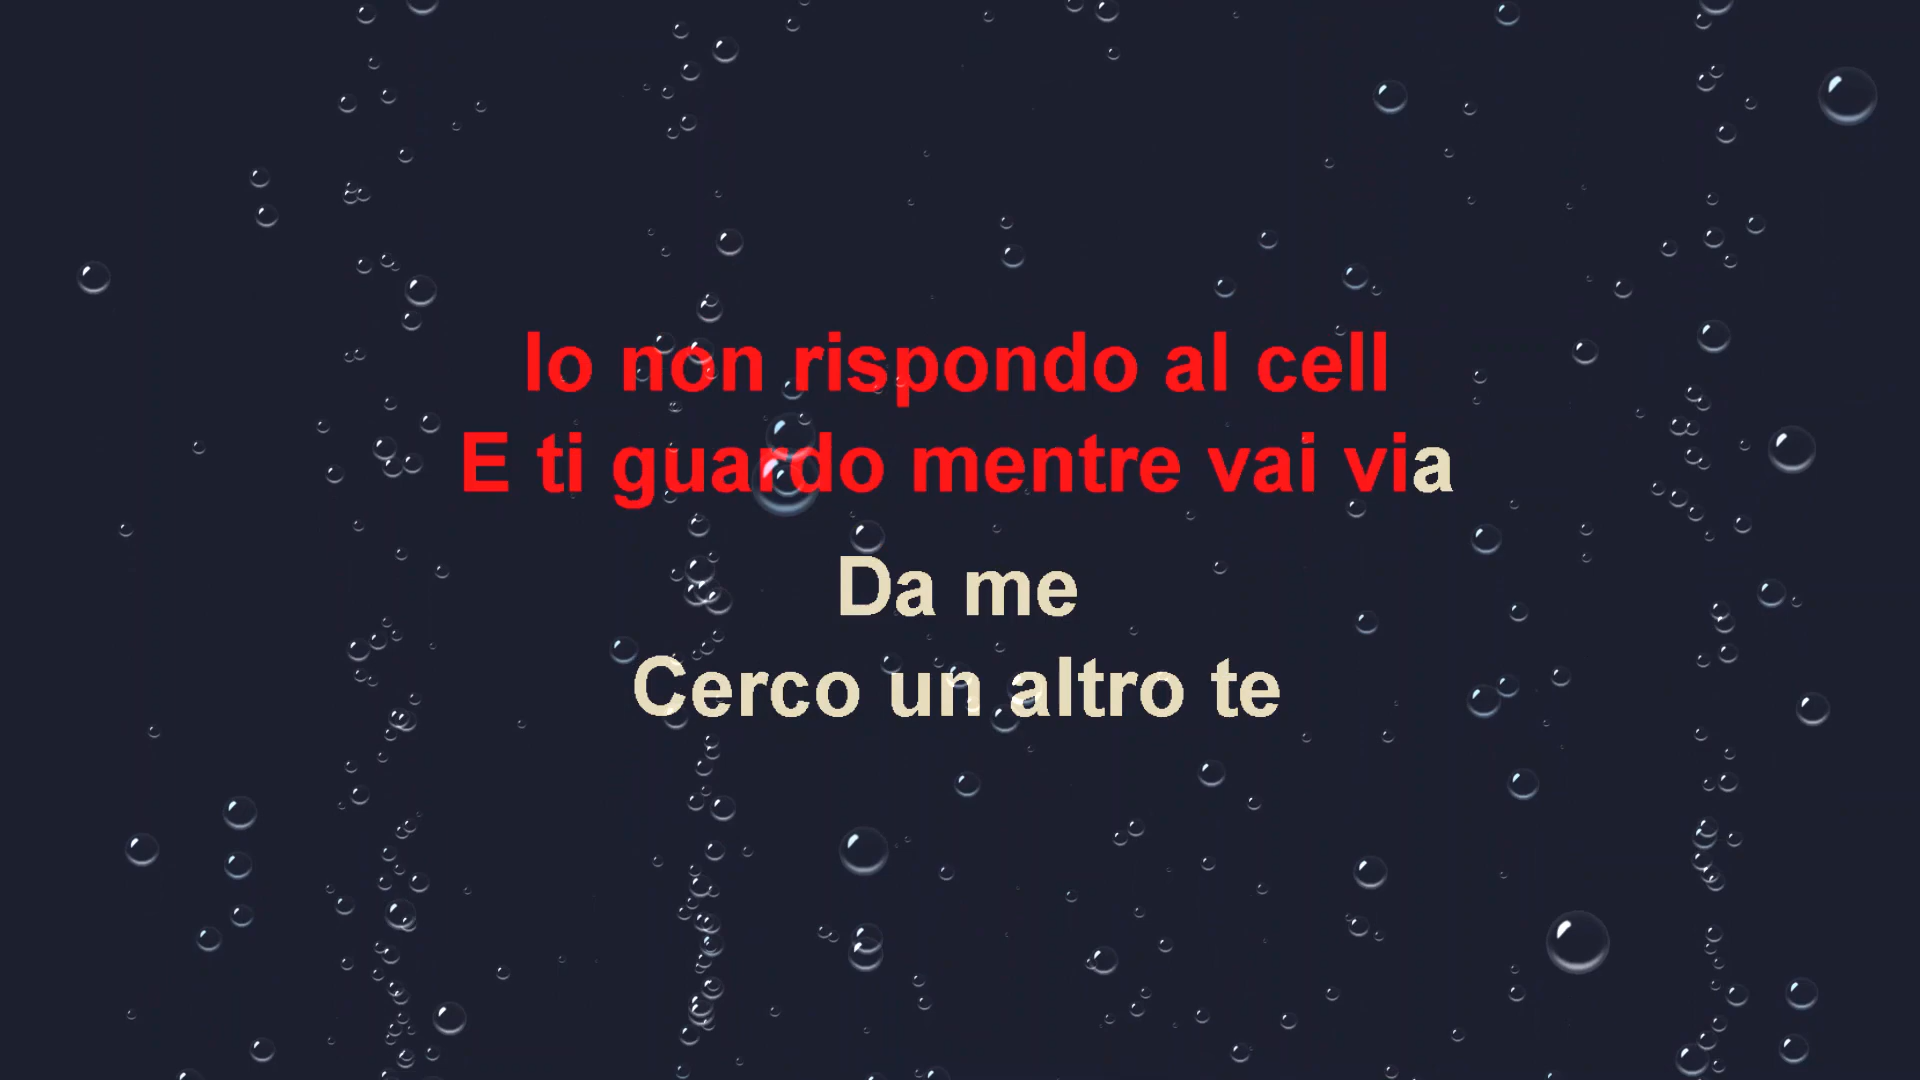 Io non rispondo al cell
E ti guardo mentre vai via
Da me
Cerco un altro te